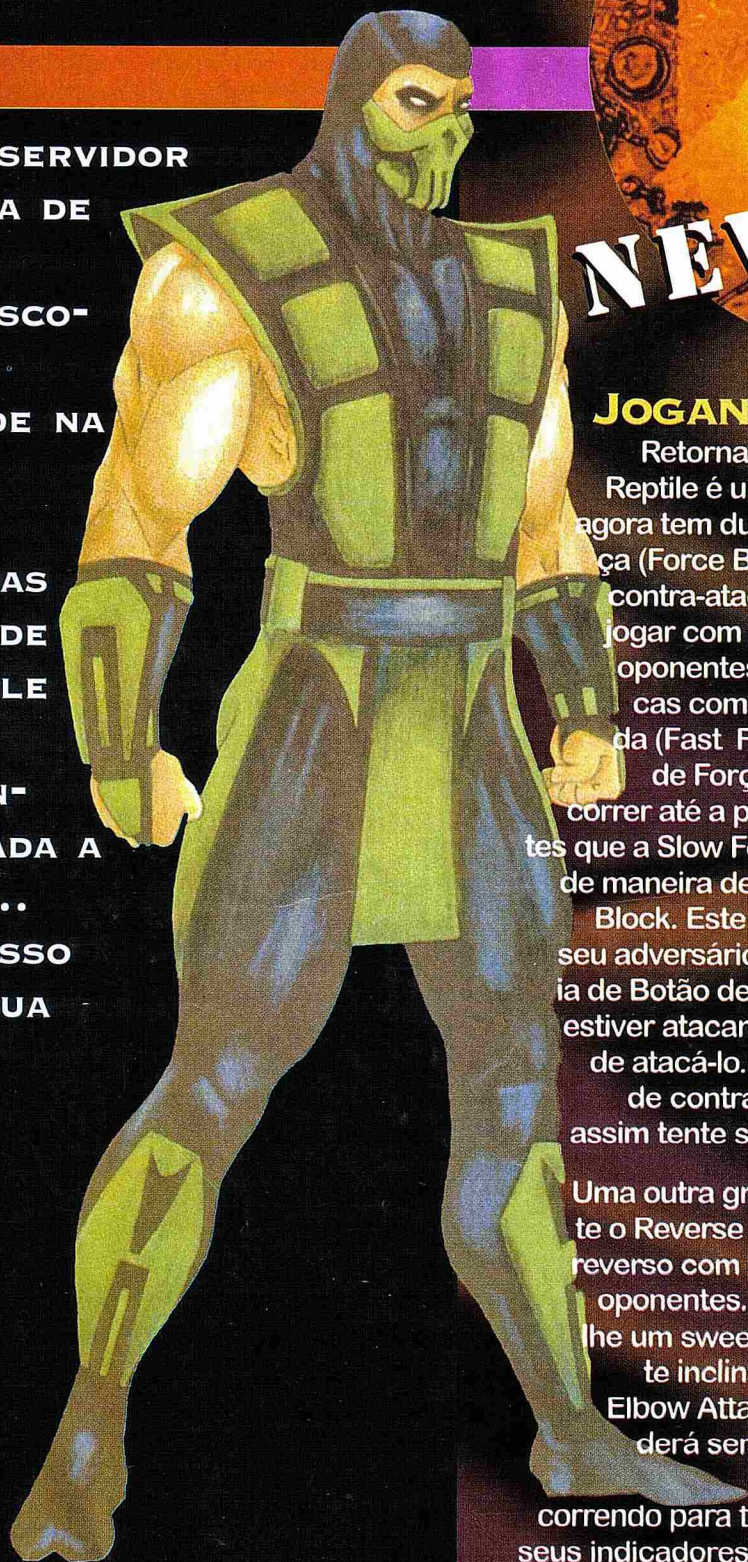 SERVIDOR
A DE
SCO-
DE NA
AS
DE
LE
N-
ADA A
..
SSO
UA
NEW
JOGAN
Retorna
Reptile é u
agora tem du
ça (Force B
contra-atac
jogar com
oponentes
cas com
da (Fast F
de Forç
correr até a p
tes que a Slow Fo
de maneira de
Block. Este
seu adversário
ia de Botão de
estiver atacan
de atacá-lo.
de contra
assim tente s
Uma outra gr
te o Reverse
reverso com
oponentes.
lhe um swee
te inclin
Elbow Atta
derá ser
correndo para t
seus indicadores